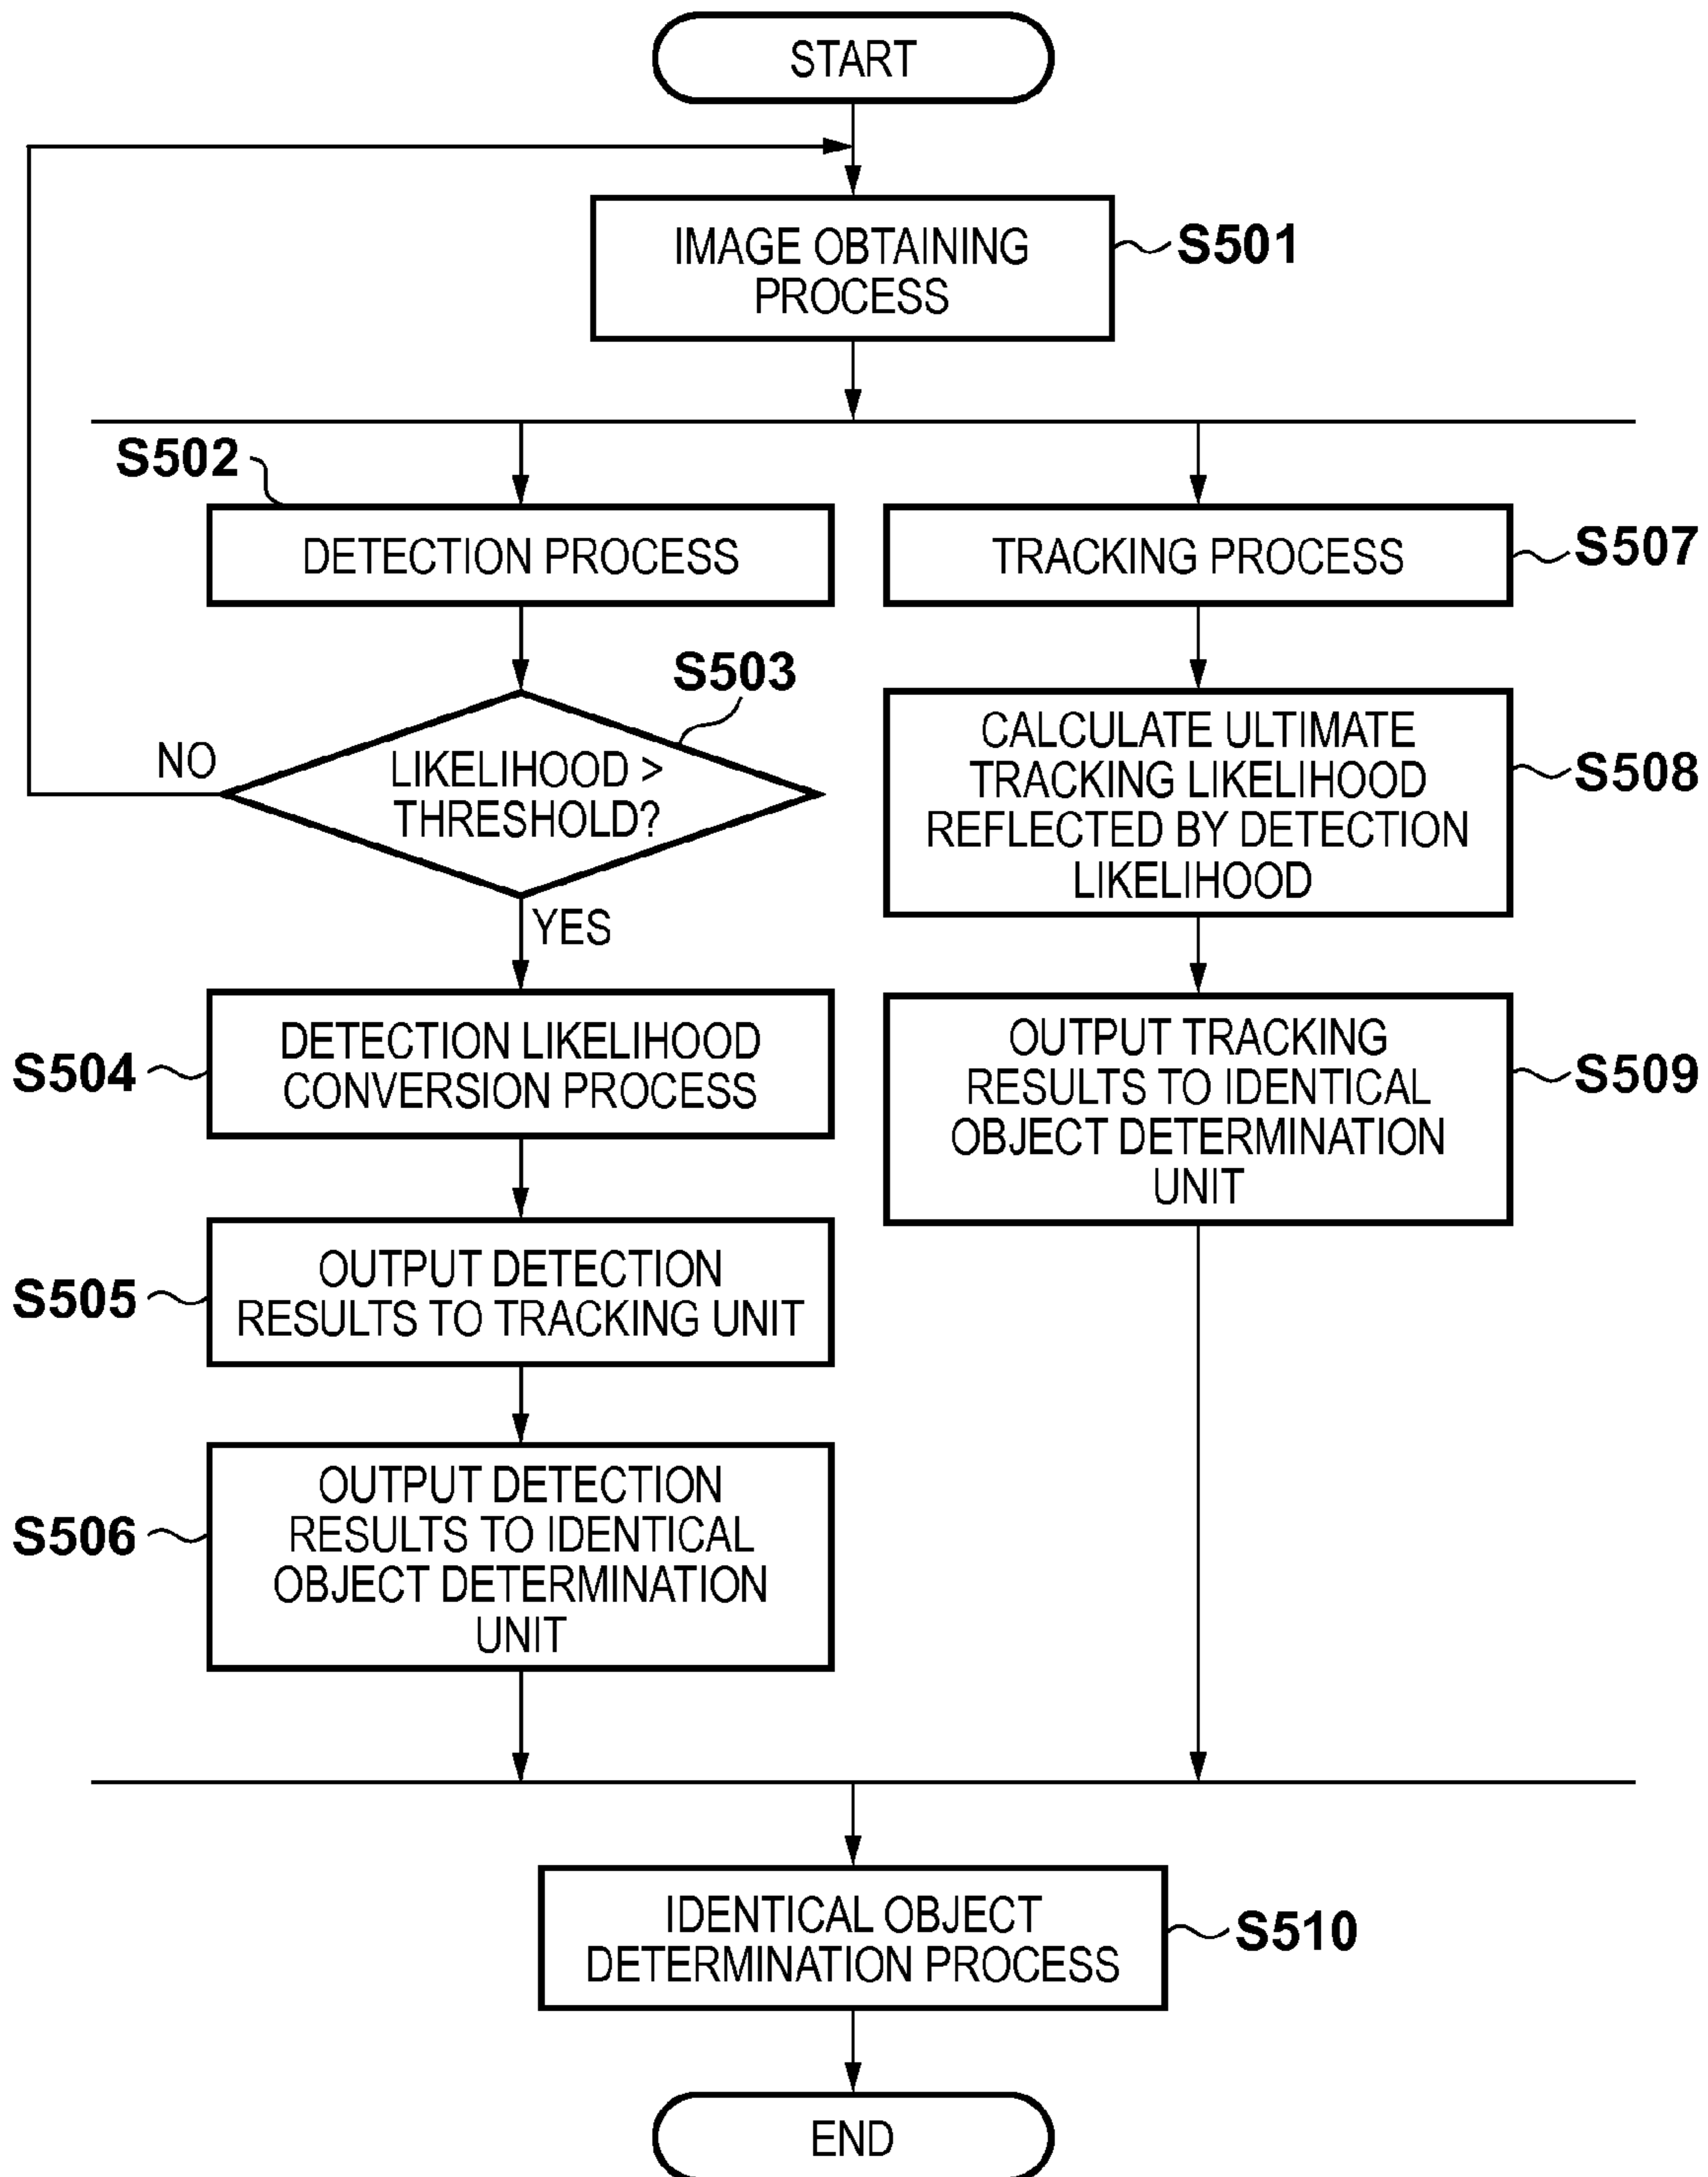 START
IMAGE OBTAINING
PROCESS
S501
S502
DETECTION PROCESS
S503
LIKELIHOOD >
THRESHOLD?
NO
YES
S504
DETECTION LIKELIHOOD
CONVERSION PROCESS
S505
OUTPUT DETECTION
RESULTS TO TRACKING UNIT
S506
OUTPUT DETECTION
RESULTS TO IDENTICAL
OBJECT DETERMINATION
UNIT
TRACKING PROCESS
S507
CALCULATE ULTIMATE
TRACKING LIKELIHOOD
REFLECTED BY DETECTION
LIKELIHOOD
S508
OUTPUT TRACKING
RESULTS TO IDENTICAL
OBJECT DETERMINATION
UNIT
S509
IDENTICAL OBJECT
DETERMINATION PROCESS
S510
END